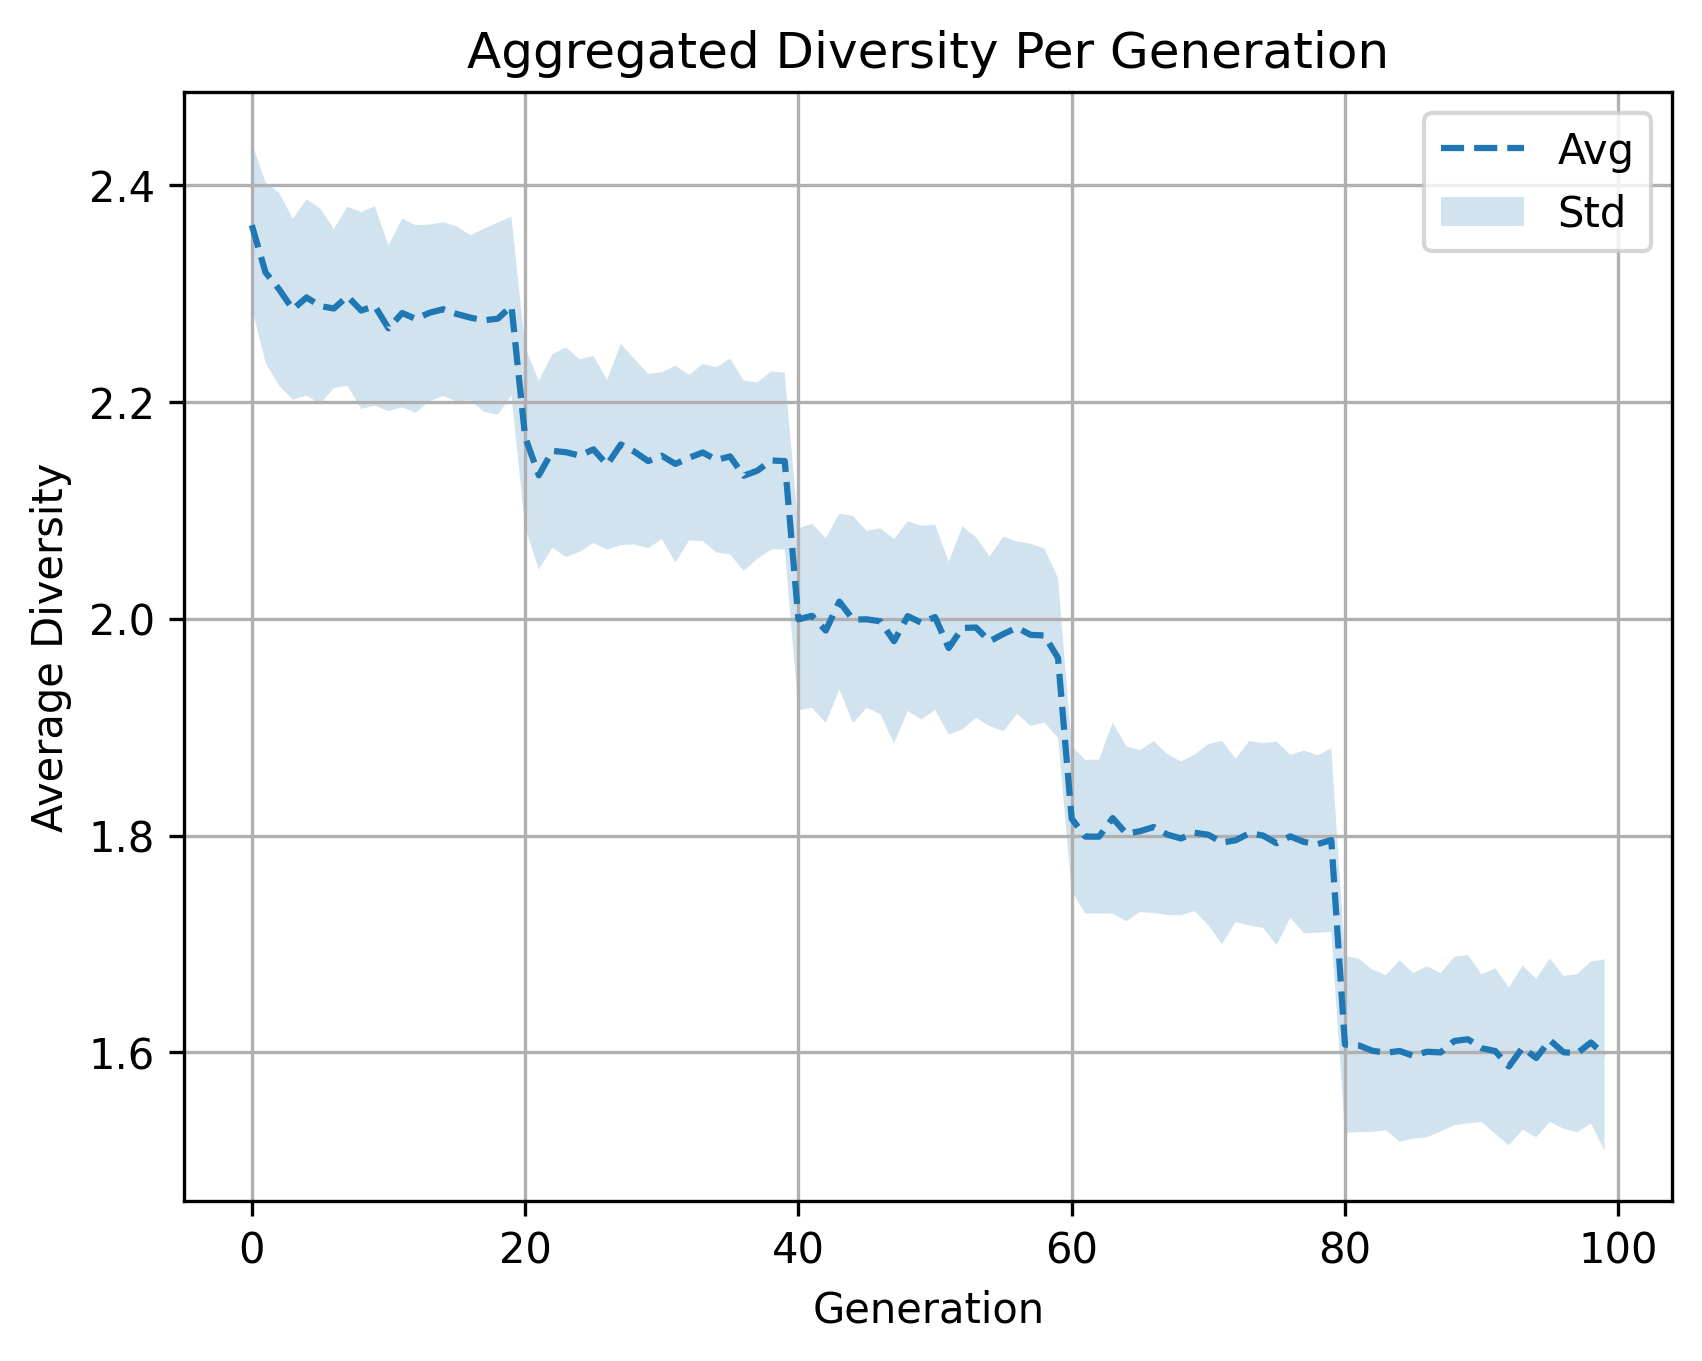 Aggregated Diversity Per Generation
Avg
Std
2.4
2.2
2.0
1.8
1.6
Average Diversity
0 20 40 60 80 100
Generation